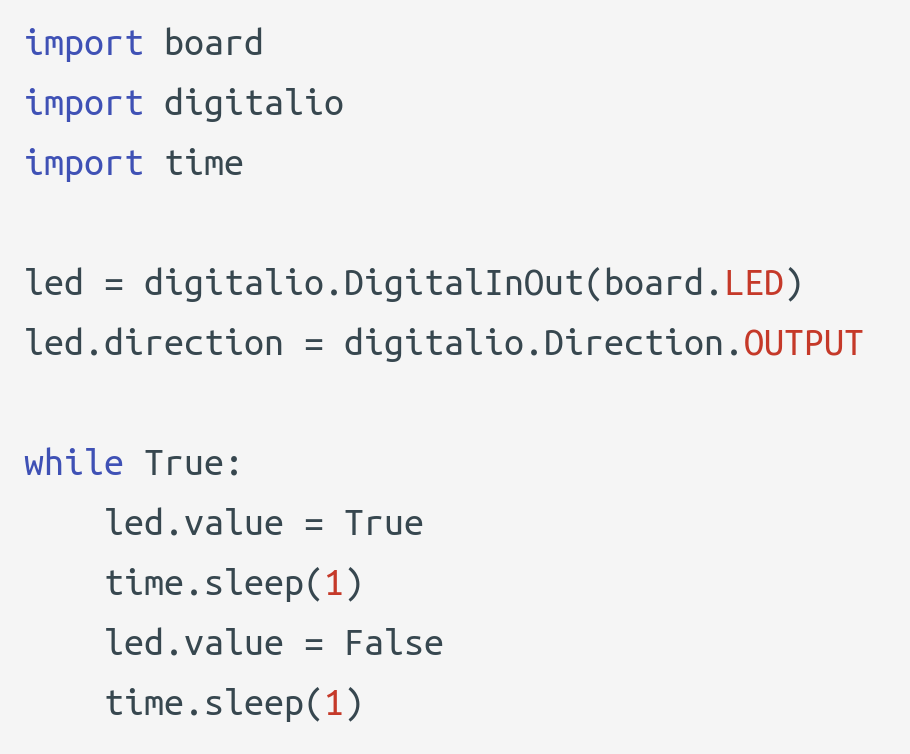 import board
import digitalio
import time

led = digitalio.DigitalInOut(board.LED)
led.direction = digitalio.Direction.OUTPUT

while True:
    led.value = True
    time.sleep(1)
    led.value = False
    time.sleep(1)